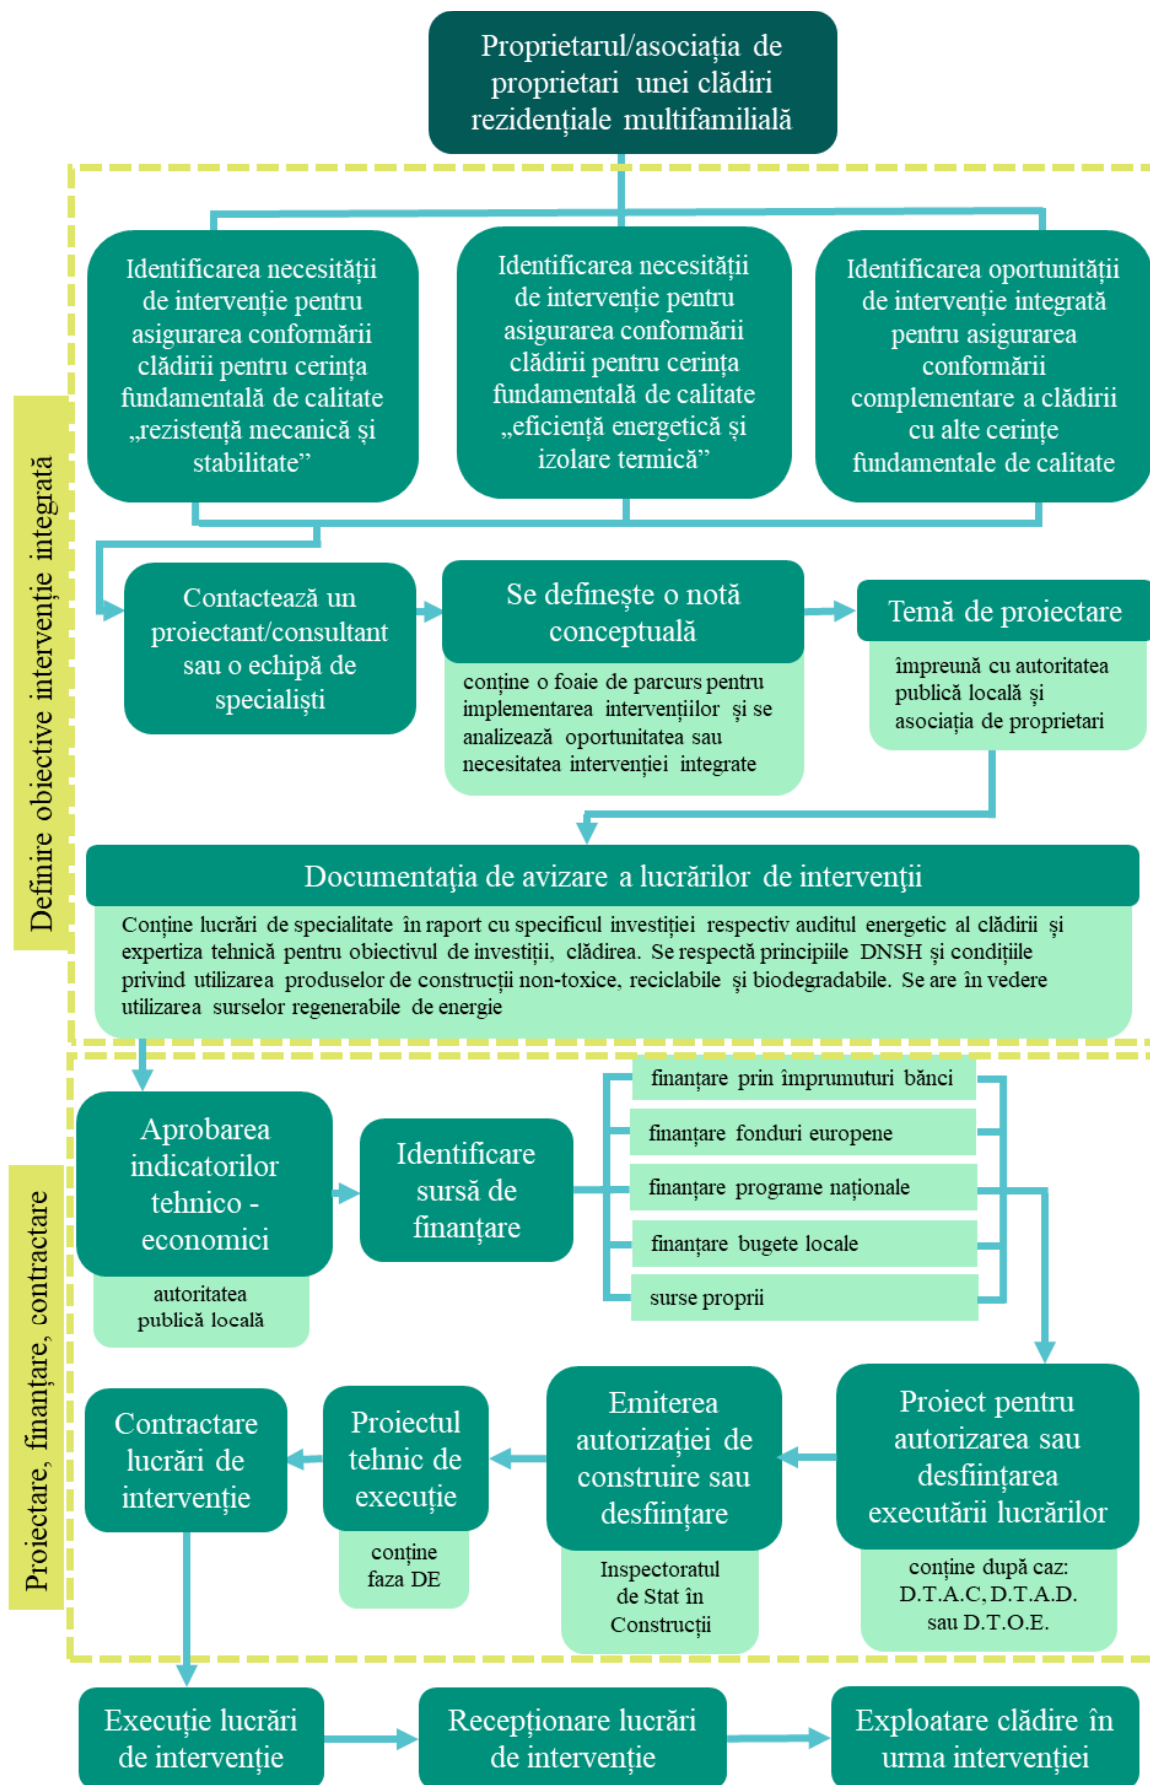 Proprietarul/asociația de
proprietari unei clădiri
rezidențiale multifamilială
Definire obiective intervenție integrată
Identificarea necesității
de intervenție pentru
asigurarea conformării
clădirii pentru cerința
fundamentală de calitate
„rezistență mecanică și
stabilitate”
Identificarea necesității
de intervenție pentru
asigurarea conformării
clădirii pentru cerința
fundamentală de calitate
„eficiență energetică și
izolare termică”
Identificarea oportunității
de intervenție integrată
pentru asigurarea
conformării
complementare a clădirii
cu alte cerințe
fundamentale de calitate
Contactează un
proiectant/consultant
sau o echipă de
specialiști
Se definește o notă
conceptuală
conține o foaie de parcurs pentru
implementarea intervențiilor și se
analizează oportunitatea sau
necesitatea intervenției integrate
Temă de proiectare
împreună cu autoritatea
publică locală și
asociația de proprietari
Documentaţia de avizare a lucrărilor de intervenţii
Conține lucrări de specialitate în raport cu specificul investiției respectiv auditul energetic al clădirii și
expertiza tehnică pentru obiectivul de investiții, clădirea. Se respectă principiile DNSH și condițiile
privind utilizarea produselor de construcții non-toxice, reciclabile și biodegradabile. Se are în vedere
utilizarea surselor regenerabile de energie
Proiectare, finanțare, contractare
Aprobarea
indicatorilor
tehnico -
economici
autoritatea
publică locală
Identificare
sursă de
finanțare
finanțare prin împrumuturi bănci
finanțare fonduri europene
finanțare programe naționale
finanțare bugete locale
surse proprii
Contractare
lucrări de
intervenție
Proiectul
tehnic de
execuție
conține
faza DE
Emiterea
autorizației de
construire sau
desființare
Inspectoratul
de Stat în
Construcții
Proiect pentru
autorizarea sau
desființarea
executării lucrărilor
conține după caz:
D.T.A.C, D.T.A.D.
sau D.T.O.E.
Execuție lucrări
de intervenție
Recepționare lucrări
de intervenție
Exploatare clădire în
urma intervenției